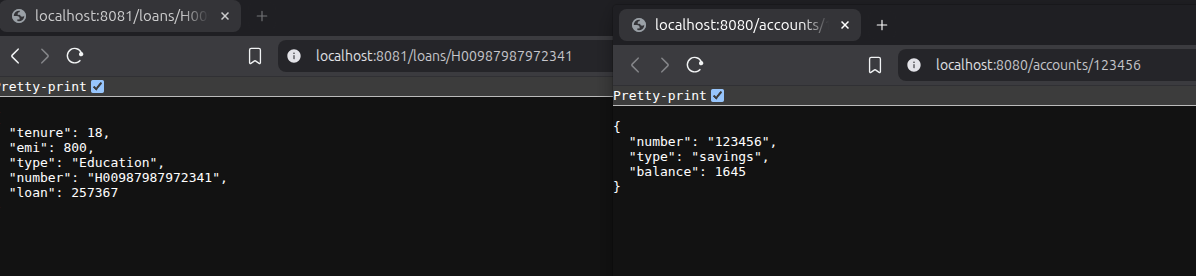 localhost:8081/loans/H00
localhost:8081/loans/H00987987972341
Pretty-print
"tenure": 18,
"emi": 800,
"type": "Education",
"number": "H00987987972341",
"loan": 257367
localhost:8080/accounts/
localhost:8080/accounts/123456
Pretty-print
{
"number": "123456",
"type": "savings",
"balance": 1645
}